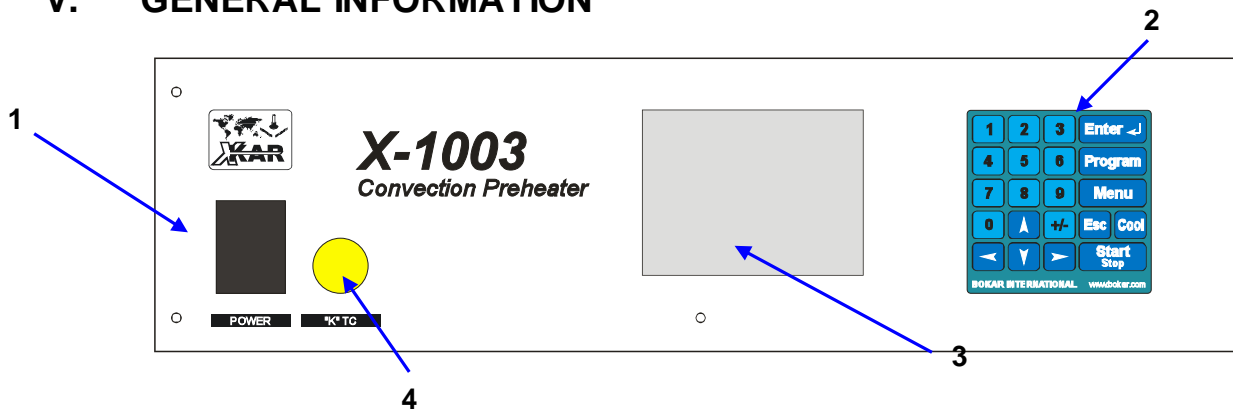 V. GENERAL INFORMATION
2
1
XKAR
X-1003
Convection Preheater
1 2 3 Enter
4 5 6 Program
7 8 9 Menu
0 +/- Esc Cool
Start
Stop
BOKAR INTERNATIONAL www.bokar.com
POWER "K" TC
3
4